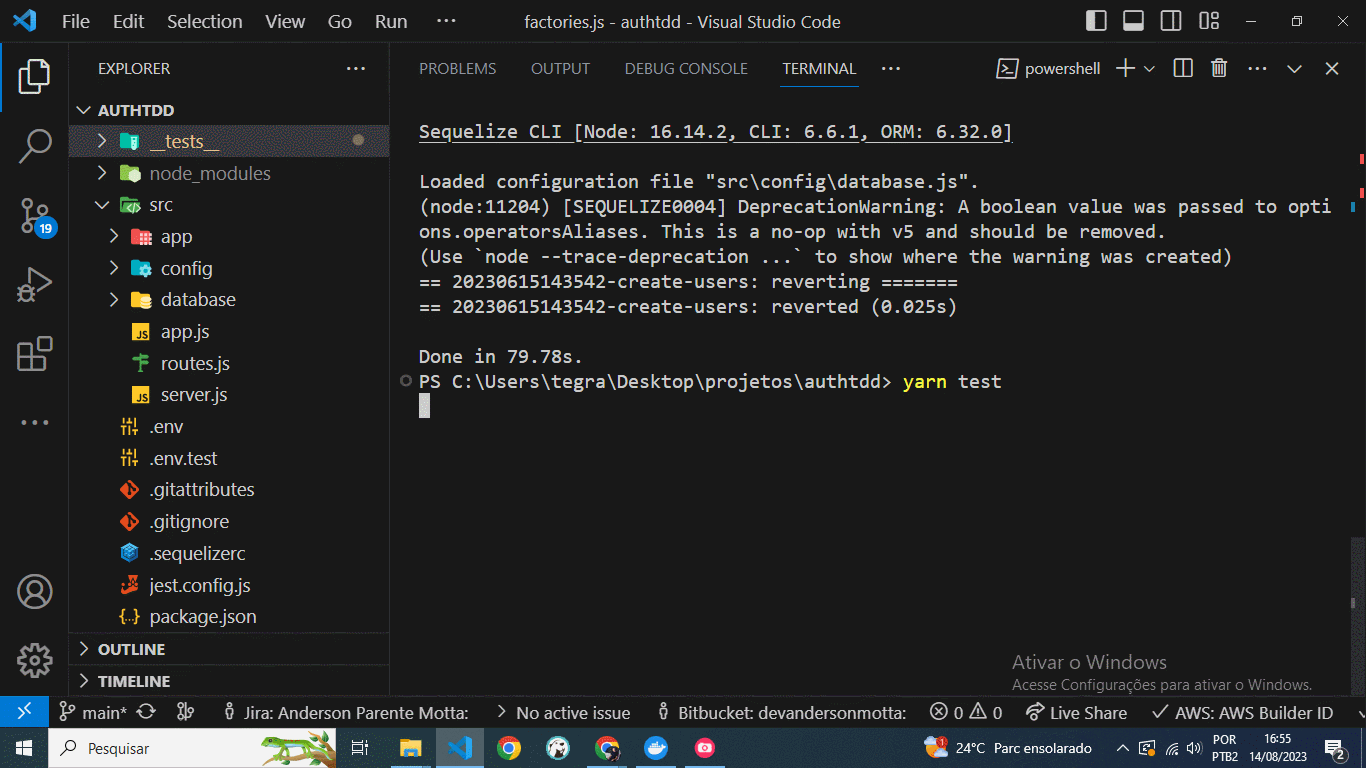 File Edit Selection View Go Run ··· factories.js - authtdd - Visual Studio Code
EXPLORER ···
AUTHTDD
__tests__
node_modules
src
app
config
database
app.js
routes.js
server.js
.env
.env.test
.gitattributes
.gitignore
.sequelizerc
jest.config.js
package.json
OUTLINE
TIMELINE
19
PROBLEMS OUTPUT DEBUG CONSOLE TERMINAL ··· powershell
Sequelize CLI [Node: 16.14.2, CLI: 6.6.1, ORM: 6.32.0]
Loaded configuration file "src\config\database.js".
(node:11204) [SEQUELIZE0004] DeprecationWarning: A boolean value was passed to opti
ons.operatorsAliases. This is a no-op with v5 and should be removed.
(Use `node --trace-deprecation ...` to show where the warning was created)
== 20230615143542-create-users: reverting =======
== 20230615143542-create-users: reverted (0.025s)
Done in 79.78s.
PS C:\Users\tegra\Desktop\projetos\authtdd> yarn test
Ativar o Windows
Acesse Configurações para ativar o Windows.
main* Jira: Anderson Parente Motta: No active issue Bitbucket: devandersonmotta: 0 0 Live Share AWS: AWS Builder ID
Pesquisar 1 24°C Parc ensolarado POR 16:55
PTB2 14/08/2023 2